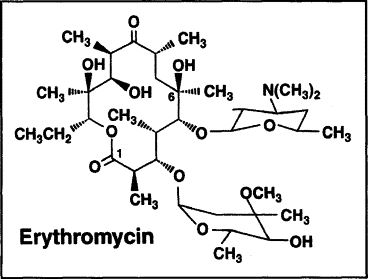 O
CH₃
CH₃
OH
OH
CH₃
OH
6
CH₃
N(CH₃)₂
CH₃
CH₃CH₂
O
O
O
CH₃
1
O
O
CH₃
OCH₃
CH₃
O
OH
CH₃
Erythromycin